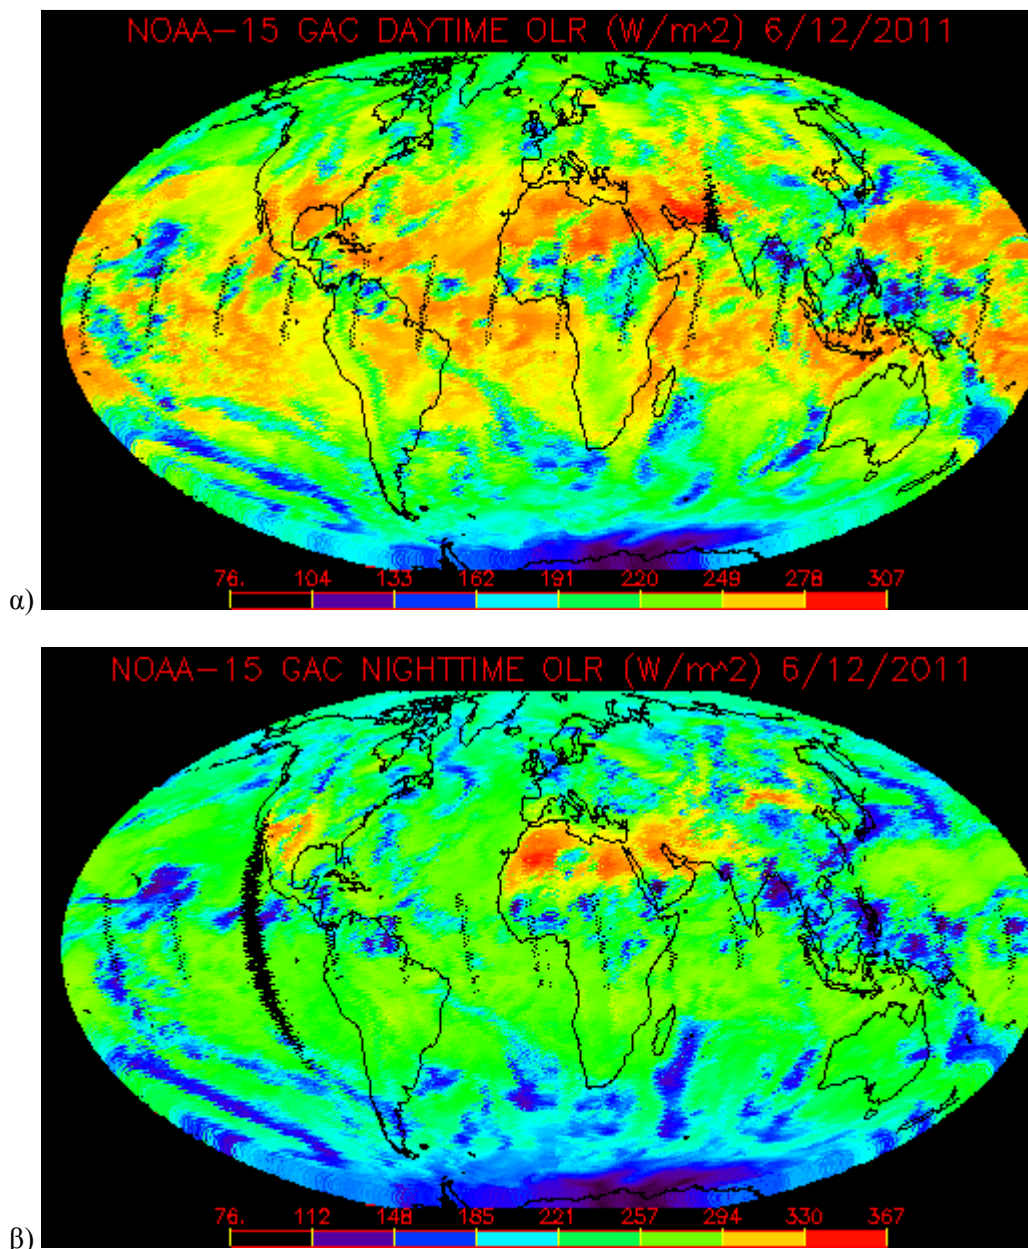 NOAA-15 GAC DAYTIME OLR (W/m^2) 6/12/2011
76. 104 133 162 191 220 249 278 307
α)
NOAA-15 GAC NIGHTTIME OLR (W/m^2) 6/12/2011
76. 112 148 185 221 257 294 330 367
β)